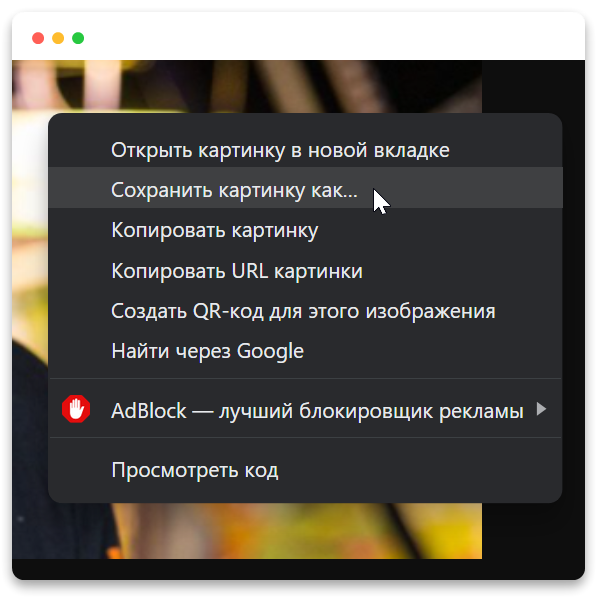 Открыть картинку в новой вкладке
Сохранить картинку как...
Копировать картинку
Копировать URL картинки
Создать QR-код для этого изображения
Найти через Google
AdBlock — лучший блокировщик рекламы
Просмотреть код